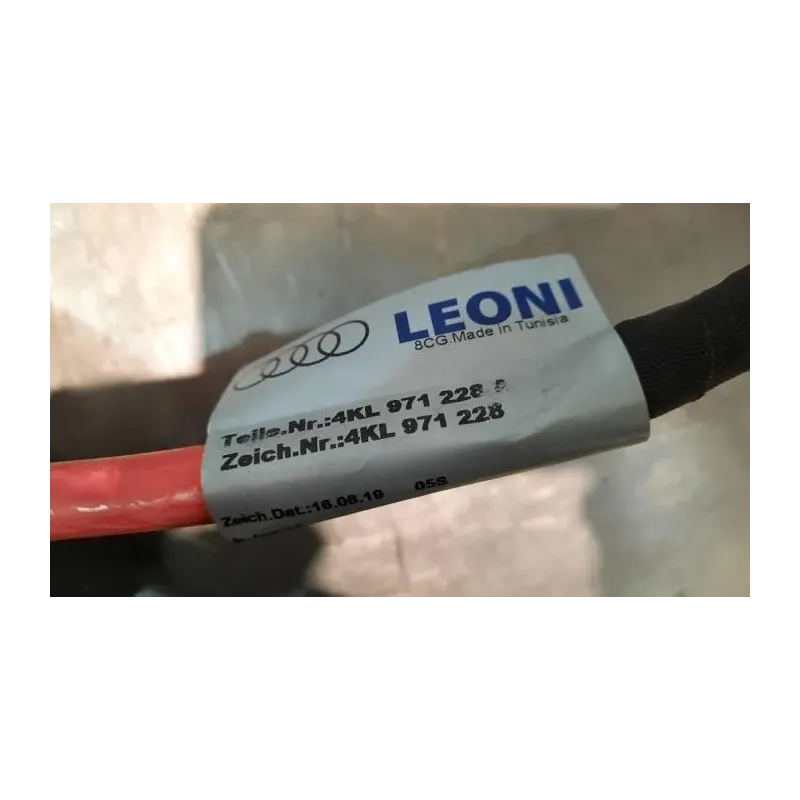 LEONI
8CG.Made in Tunisia
Teile.Nr.:4KL 971 228
Zeich.Nr.:4KL 971 228
Zeich.Dat.:16.08.19 05S